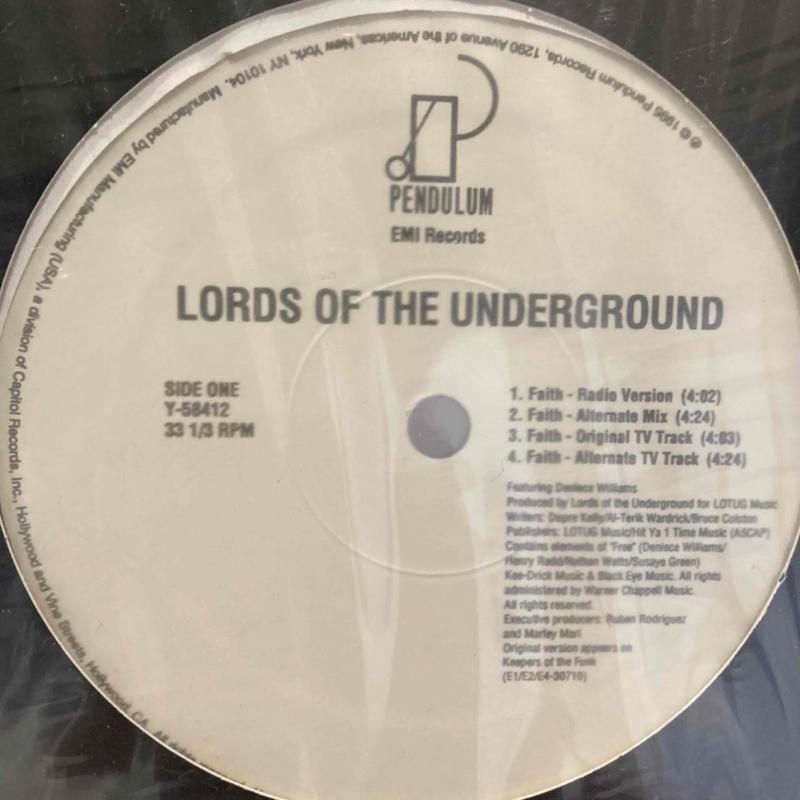 ℗ © 1995 Pendulum Records, 1290 Avenue of the Americas, New York, NY 10104. Manufactured by EMI Manufacturing (USA), a division of Capitol Records, Inc., Hollywood and Vine Streets, Hollywood, CA. All
PENDULUM
EMI Records
LORDS OF THE UNDERGROUND
SIDE ONE
Y-58412
33 1/3 RPM
1. Faith - Radio Version (4:02)
2. Faith - Alternate Mix (4:24)
3. Faith - Original TV Track (4:03)
4. Faith - Alternate TV Track (4:24)
Featuring Deniece Williams
Produced by Lords of the Underground for LOTUG Music
Writers: Dupre Kelly/Al-Terik Wardrick/Bruce Colston
Publishers: LOTUG Music/Hit Ya 1 Time Music (ASCAP)
Contains elements of "Free" (Deniece Williams/
Henry Redd/Nathan Watts/Susaye Green)
Kee-Drick Music & Black Eye Music. All rights
administered by Warner Chappell Music.
All rights reserved.
Executive producers: Ruben Rodriguez
and Marley Marl
Original version appears on
Keepers of the Funk
(E1/E2/E4-30710)